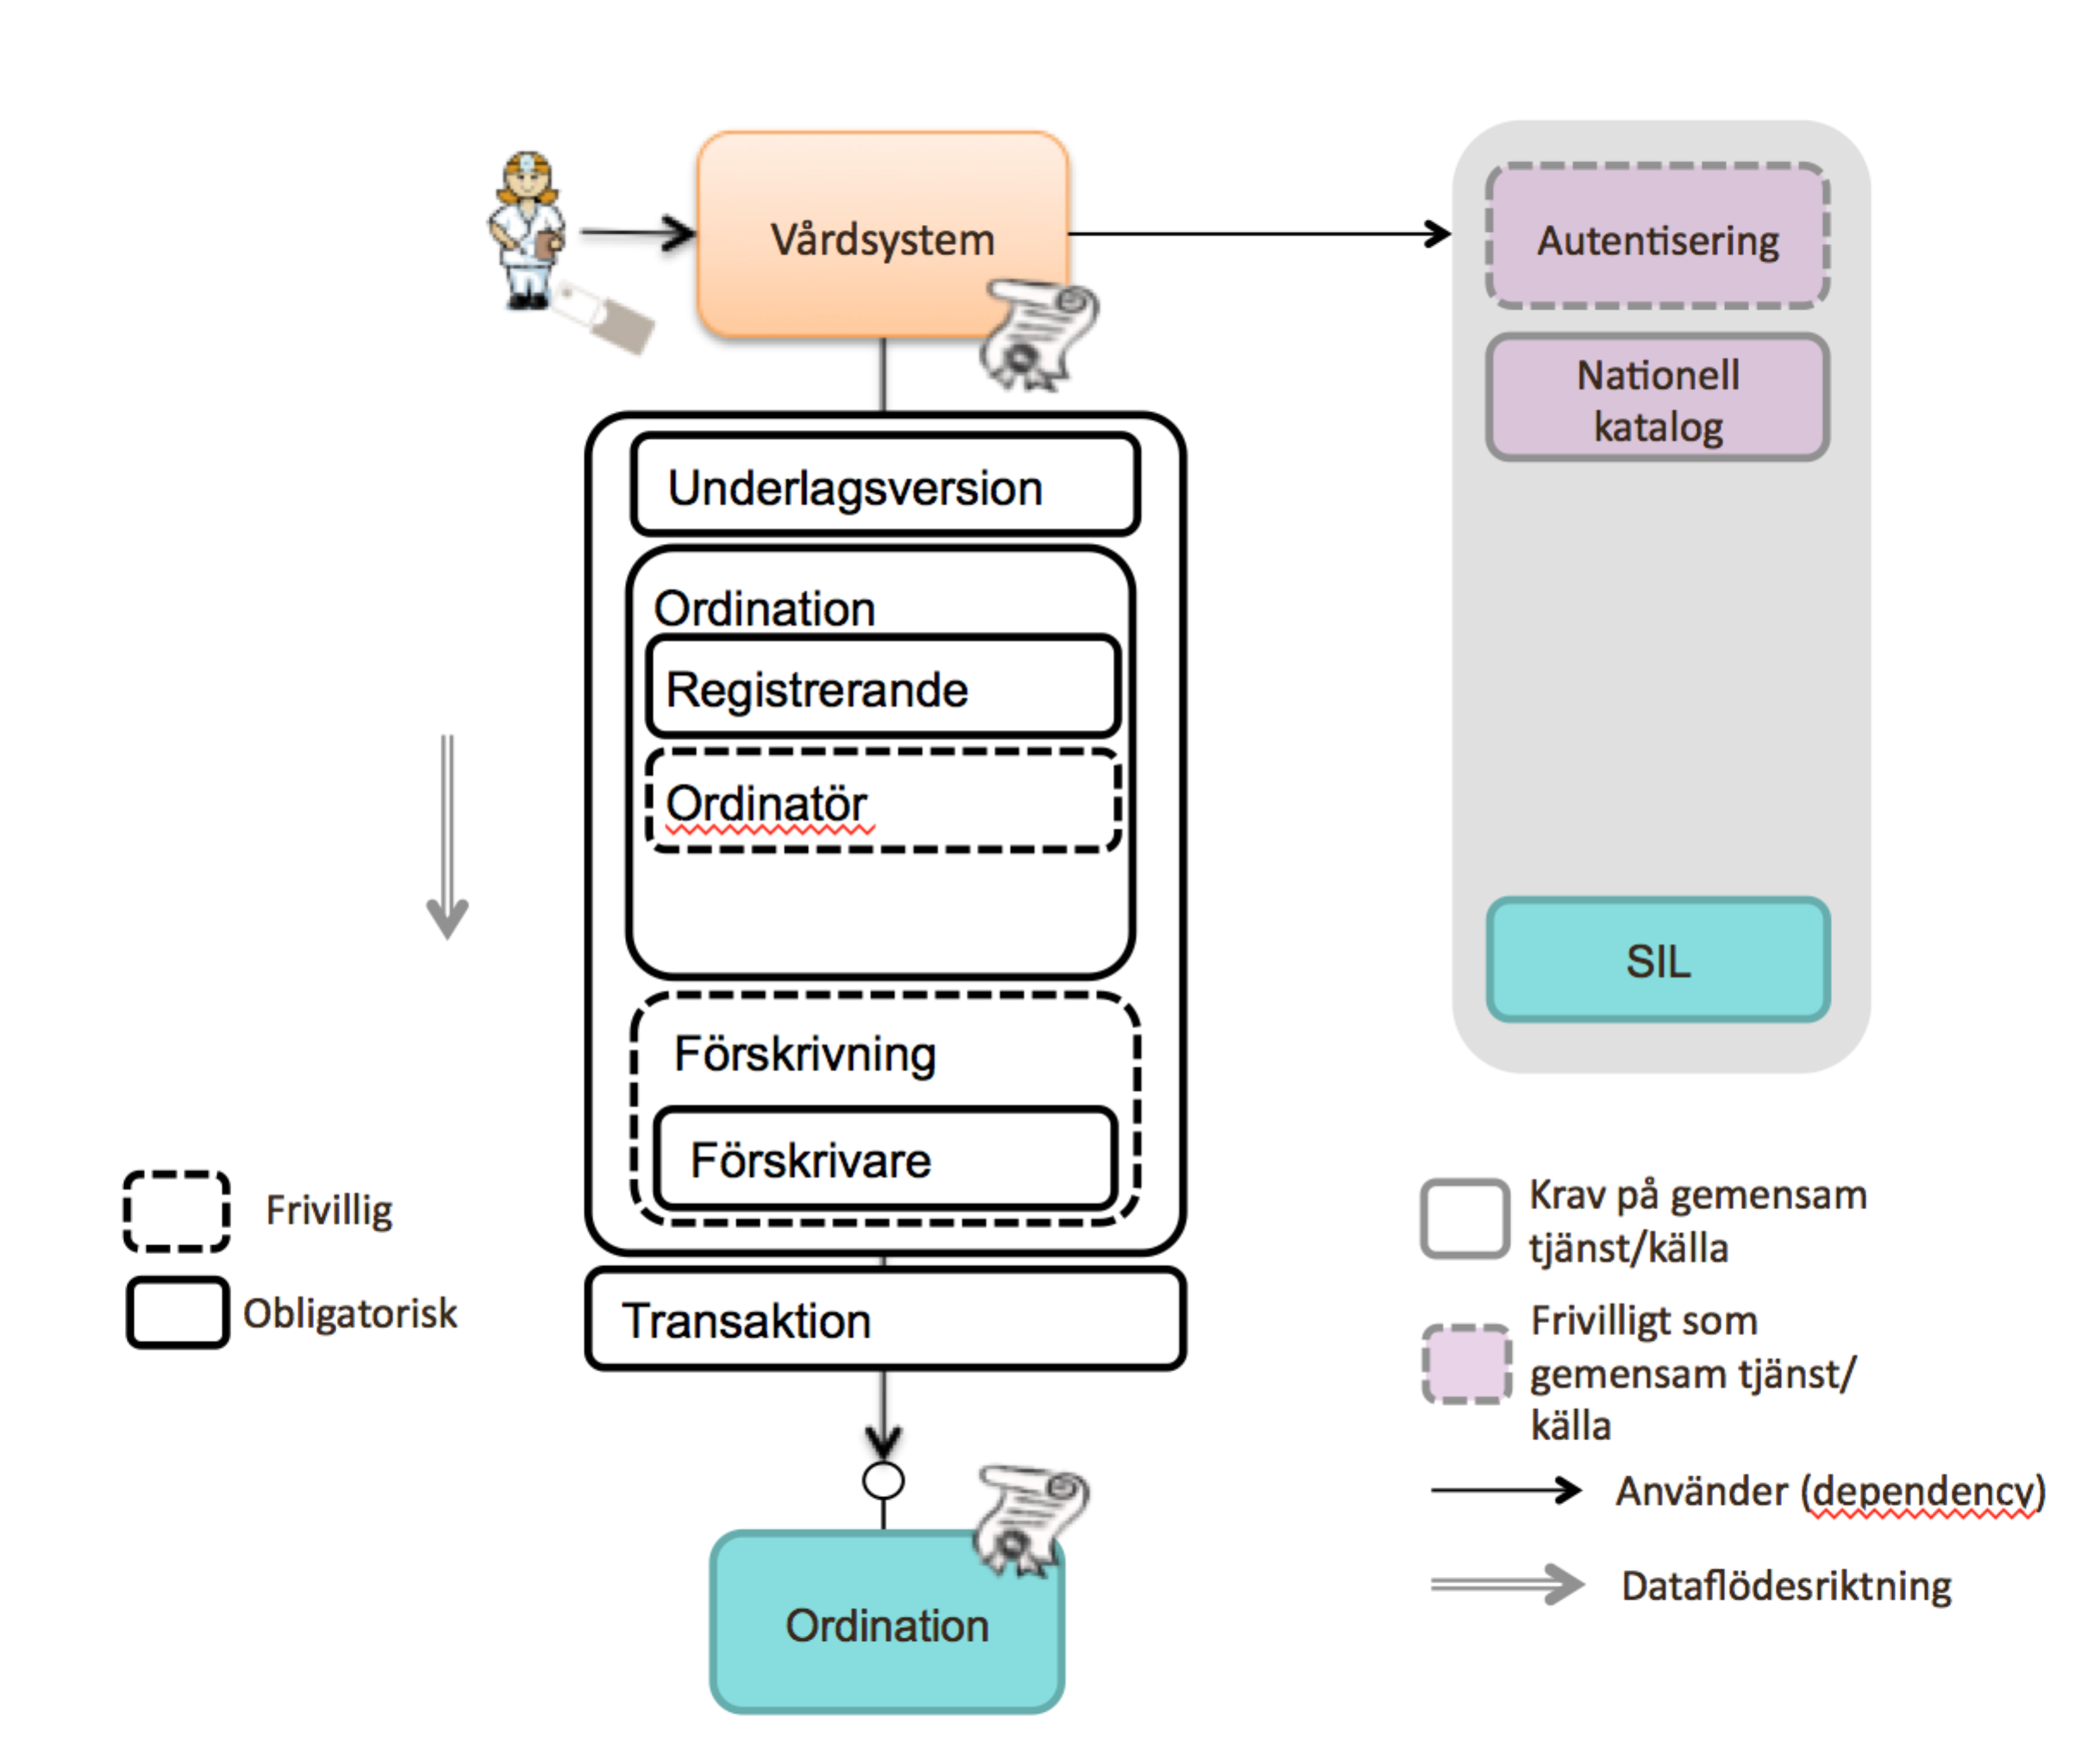 Vårdsystem
Autentisering
Nationell
katalog
Underlagsversion
Ordination
Registrerande
Ordinatör
SIL
Förskrivning
Förskrivare
Frivillig
Obligatorisk
Transaktion
Krav på gemensam
tjänst/källa
Frivilligt som
gemensam tjänst/
källa
Använder (dependency)
Dataflödesriktning
Ordination